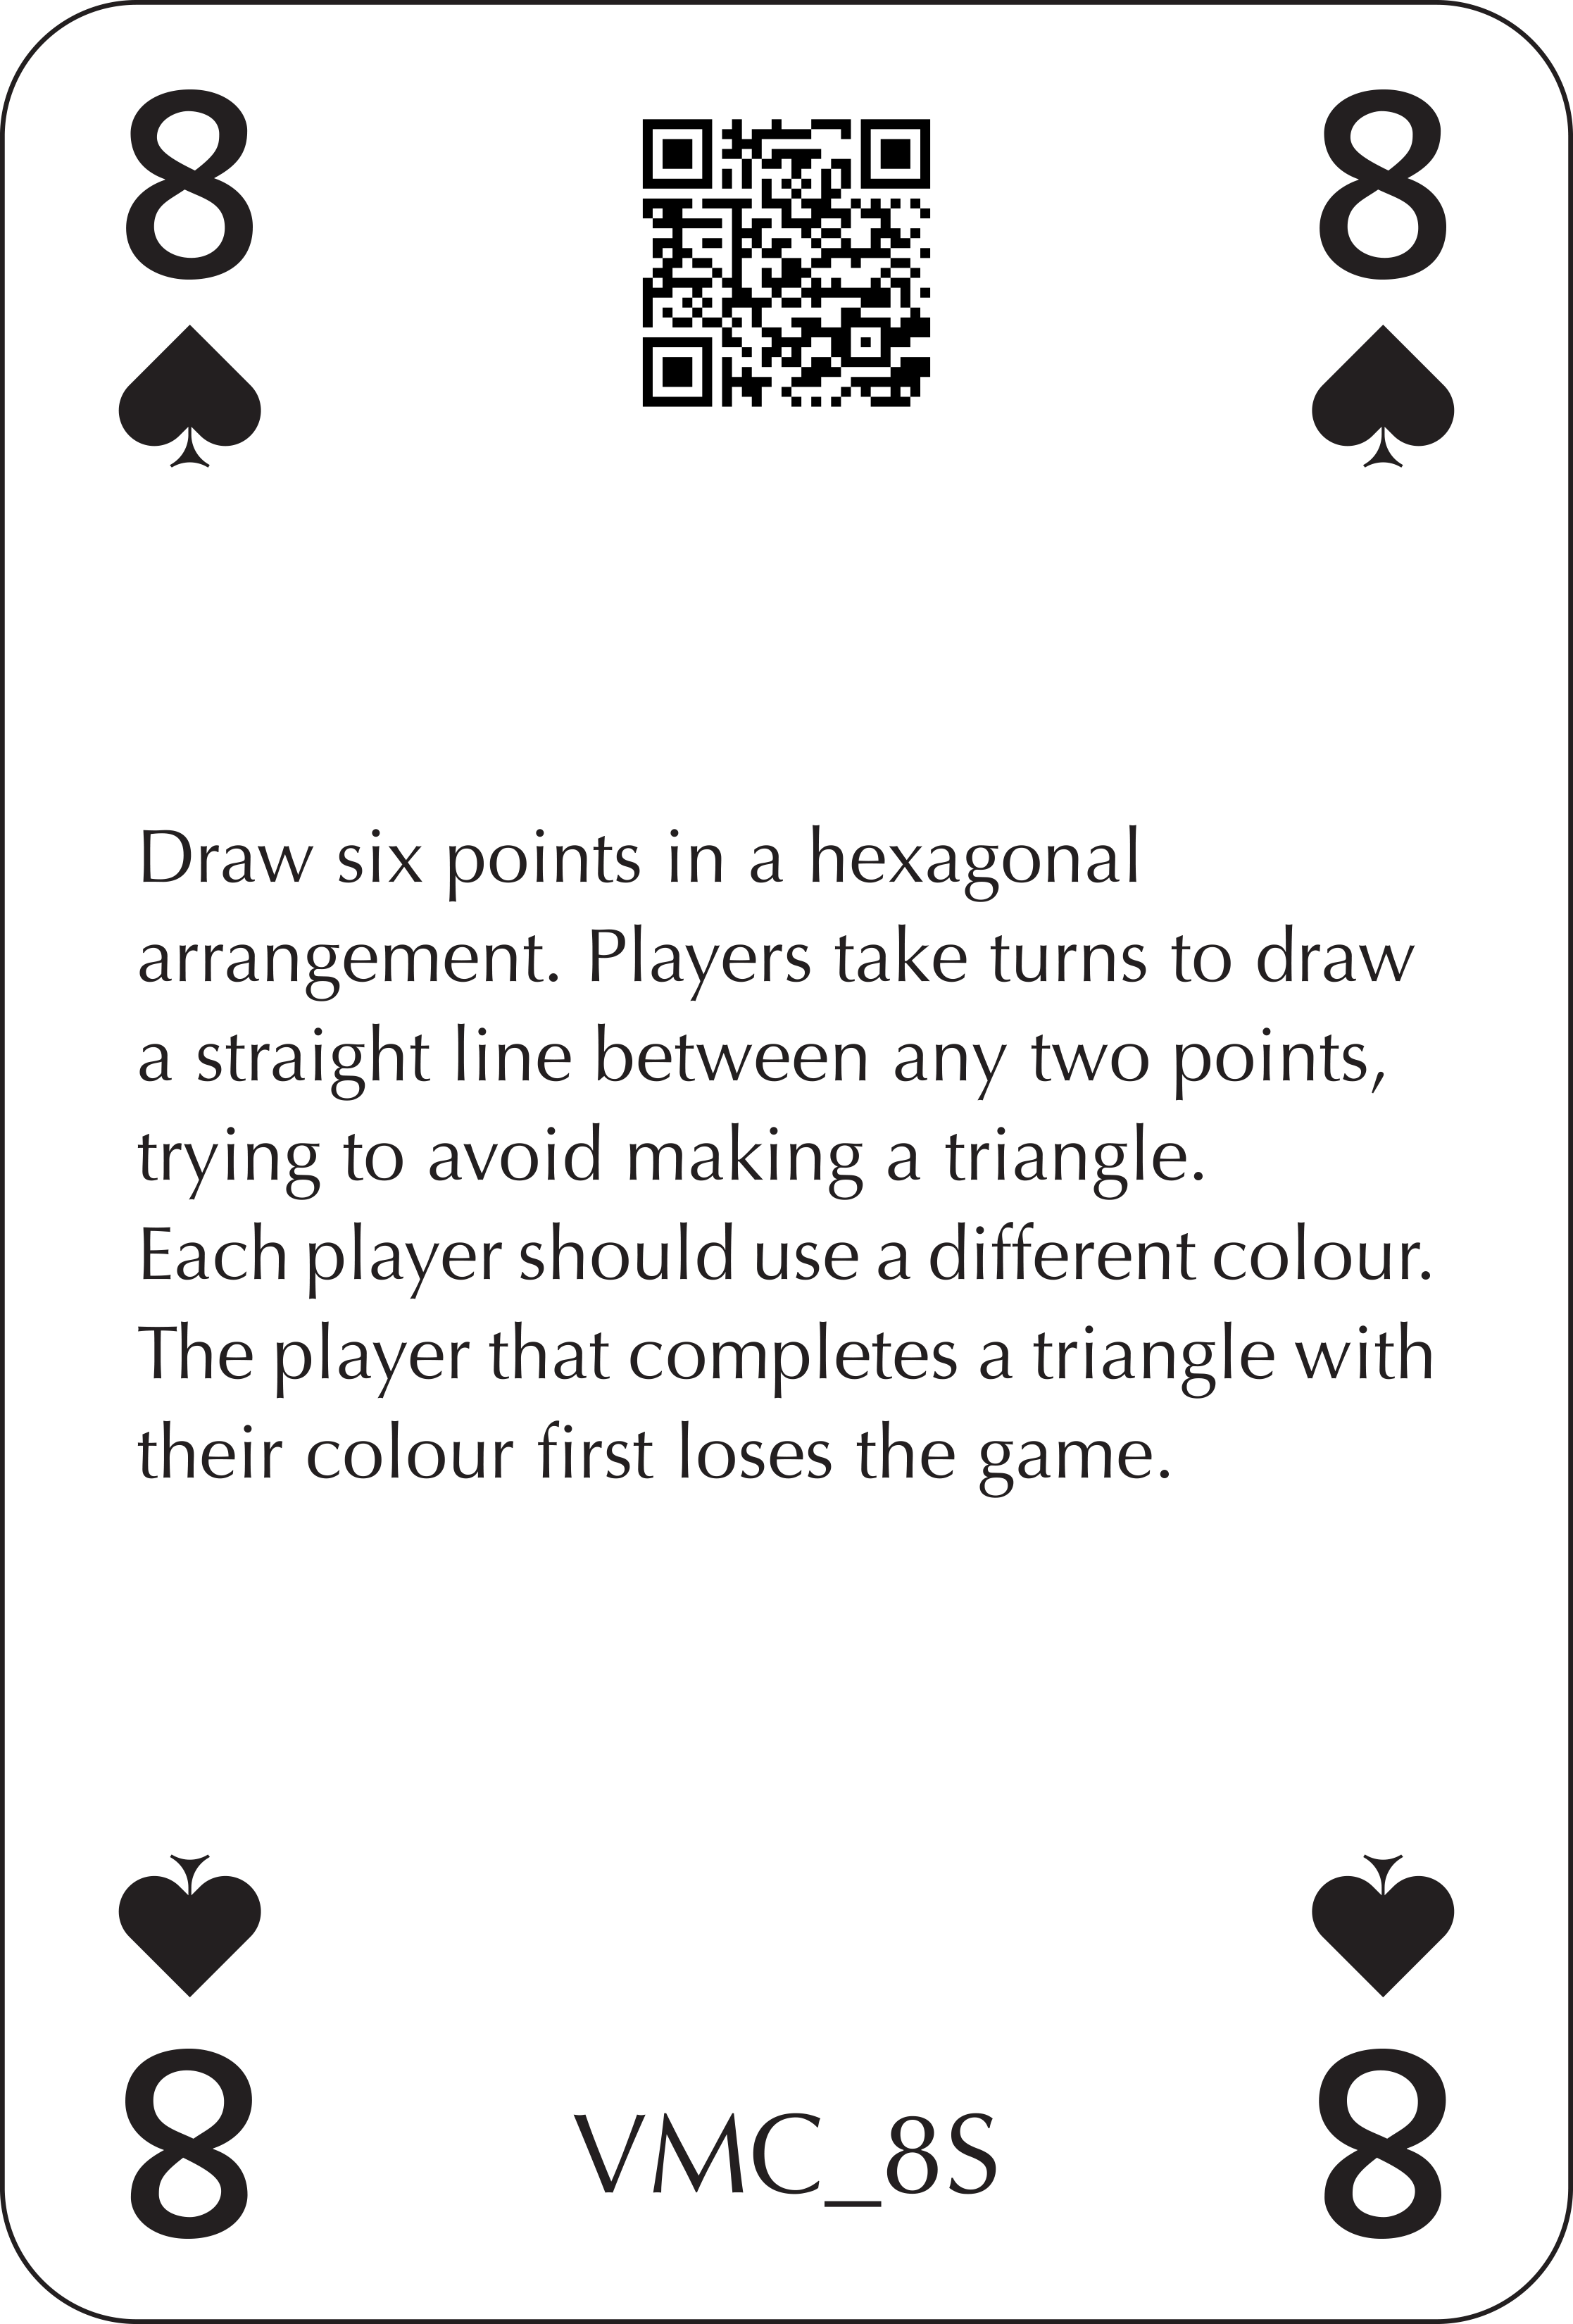 8 8
Draw six points in a hexagonal
arrangement. Players take turns to draw
a straight line between any two points,
trying to avoid making a triangle.
Each player should use a different colour.
The player that completes a triangle with
their colour first loses the game.
8 VMC_8S 8